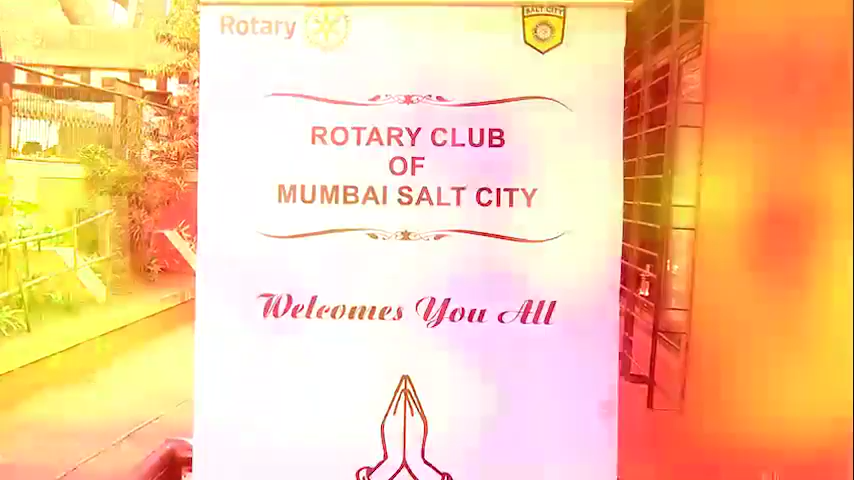 Rotary
SALT CITY
ROTARY CLUB
OF
MUMBAI SALT CITY
Welcomes You All